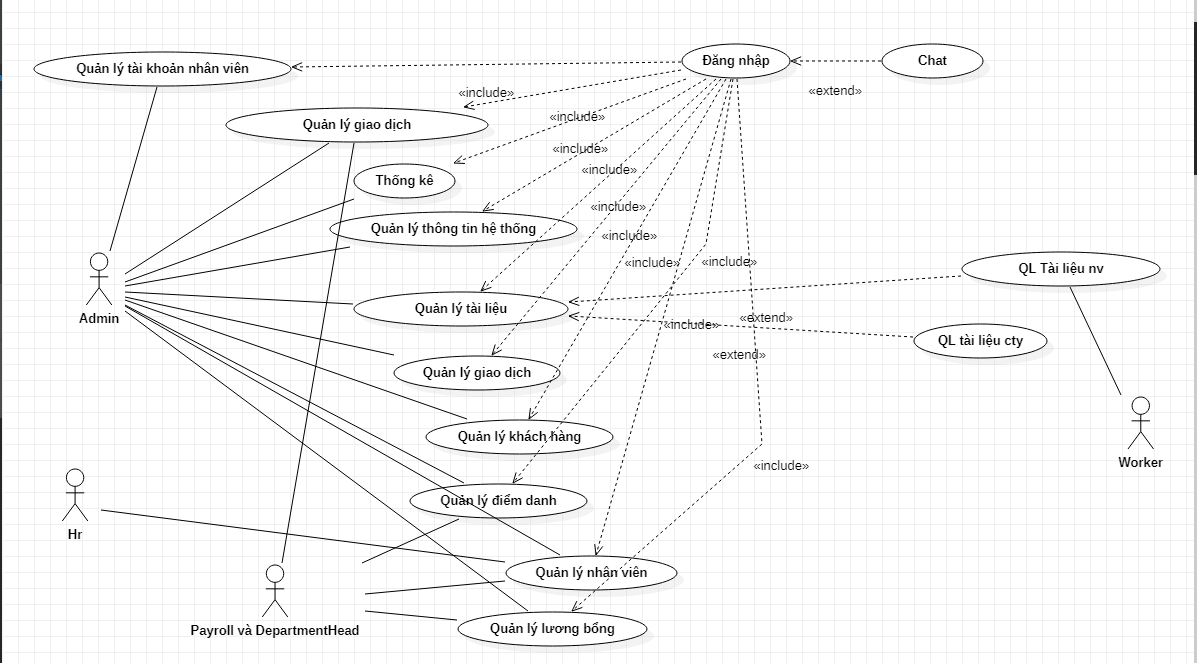 Quản lý tài khoản nhân viên
Đăng nhập
Chat
«include»
«extend»
Quản lý giao dịch
«include»
«include»
Thống kê
«include»
«include»
Quản lý thông tin hệ thống
«include»
«include»
«include»
QL Tài liệu nv
Admin
Quản lý tài liệu
«include»
«extend»
QL tài liệu cty
«extend»
Quản lý giao dịch
Quản lý khách hàng
Worker
«include»
Quản lý điểm danh
Hr
Quản lý nhận viên
Payroll và DepartmentHead
Quản lý lương bổng